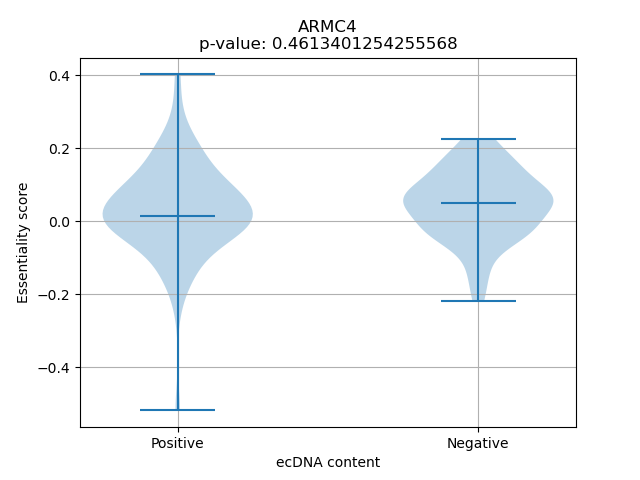 ARMC4
p-value: 0.4613401254255568
0.4
0.2
0.0
−0.2
−0.4
Essentiality score
Positive
Negative
ecDNA content